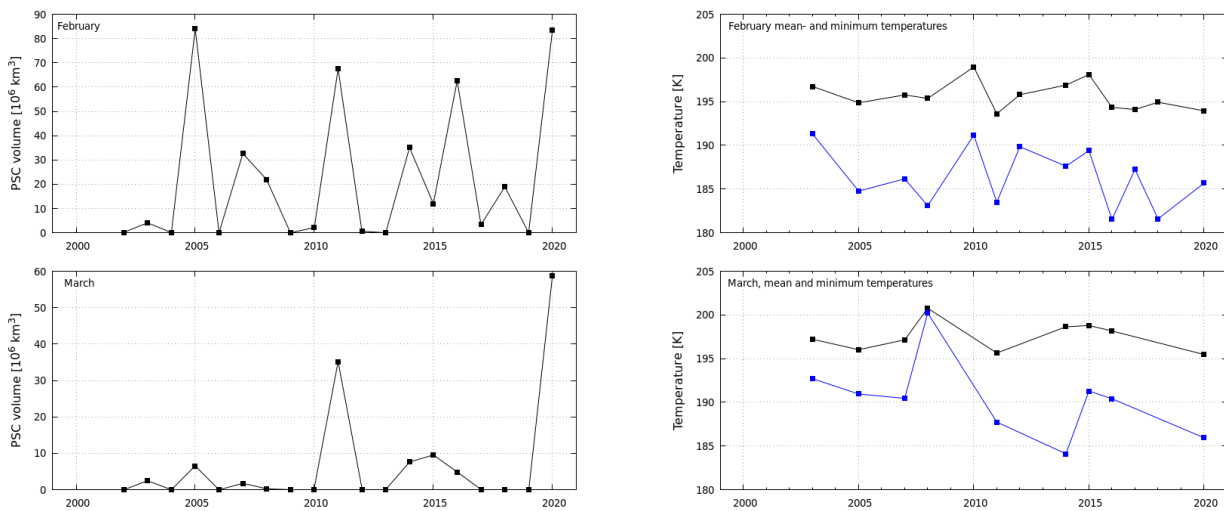 February
PSC volume [10⁶ km³]
90
80
70
60
50
40
30
20
10
0
2000 2005 2010 2015 2020
February mean- and minimum temperatures
Temperature [K]
205
200
195
190
185
180
2000 2005 2010 2015 2020
March
PSC volume [10⁶ km³]
60
50
40
30
20
10
0
2000 2005 2010 2015 2020
March, mean and minimum temperatures
Temperature [K]
205
200
195
190
185
180
2000 2005 2010 2015 2020